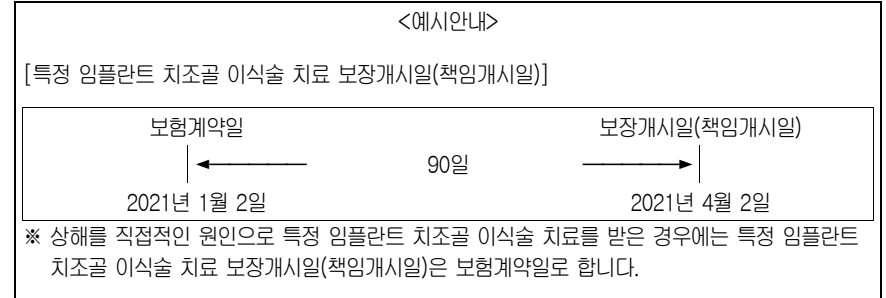 <예시안내>
[특정 임플란트 치조골 이식술 치료 보장개시일(책임개시일)]
보험계약일 보장개시일(책임개시일)
90일
2021년 1월 2일 2021년 4월 2일
※ 상해를 직접적인 원인으로 특정 임플란트 치조골 이식술 치료를 받은 경우에는 특정 임플란트
치조골 이식술 치료 보장개시일(책임개시일)은 보험계약일로 합니다.